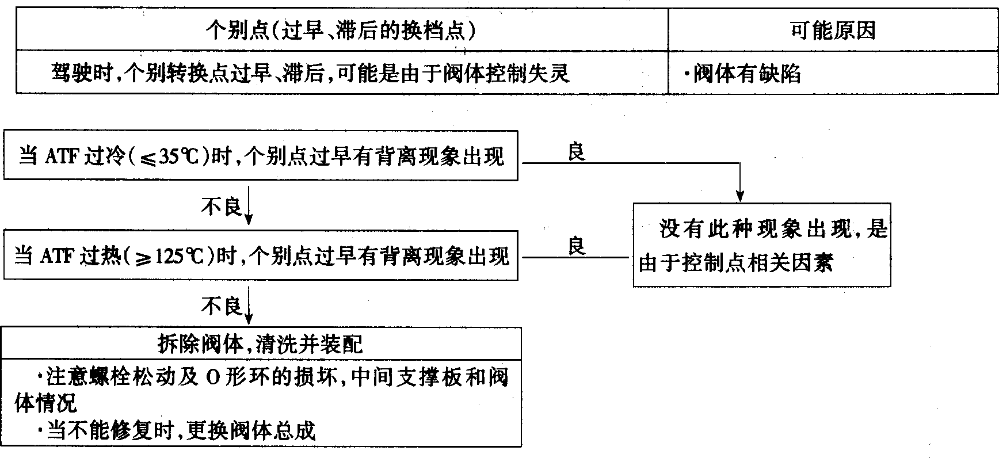 个别点(过早、滞后的换档点)
可能原因
驾驶时,个别转换点过早、滞后,可能是由于阀体控制失灵
·阀体有缺陷
当 ATF 过冷(≤35℃)时,个别点过早有背离现象出现
良
不良
没有此种现象出现,是
由于控制点相关因素
当 ATF 过热(≥125℃)时,个别点过早有背离现象出现
良
不良
拆除阀体,清洗并装配
·注意螺栓松动及 O 形环的损坏,中间支撑板和阀
体情况
·当不能修复时,更换阀体总成